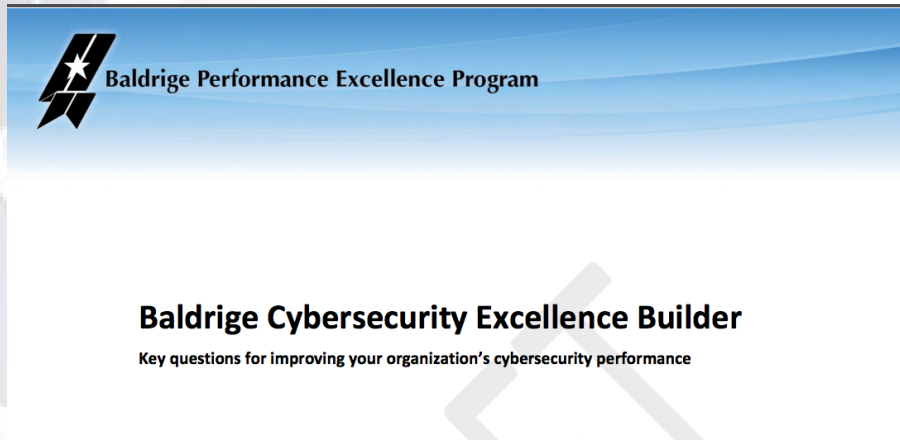 Baldrige Performance Excellence Program
Baldrige Cybersecurity Excellence Builder
Key questions for improving your organization's cybersecurity performance